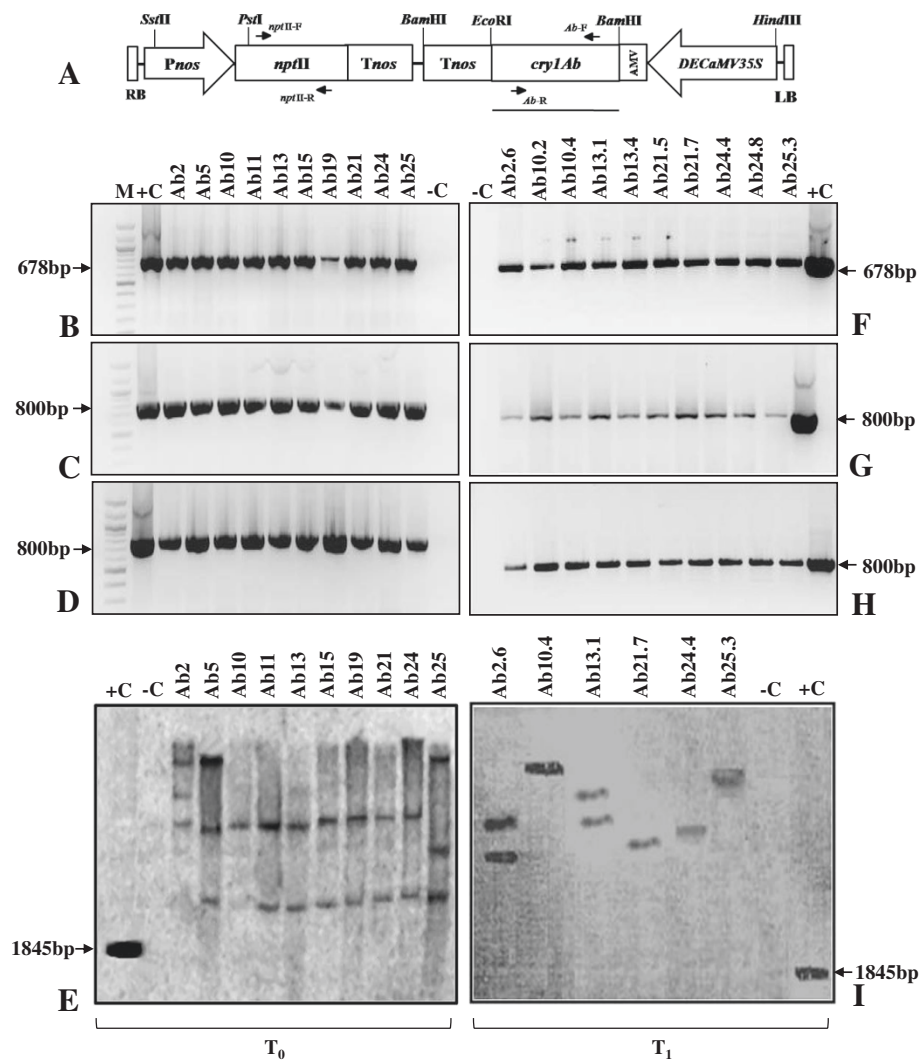 SstII PstI nptII-F BamHI EcoRI Ab-F BamHI HindIII
A Pnos nptII Tnos Tnos cry1Ab AMV DECaMV35S
RB nptII-R Ab-R LB
M +C Ab2 Ab5 Ab10 Ab11 Ab13 Ab15 Ab19 Ab21 Ab24 Ab25 -C
-C Ab2.6 Ab10.2 Ab10.4 Ab13.1 Ab13.4 Ab21.5 Ab21.7 Ab24.4 Ab24.8 Ab25.3 +C
678bp 678bp
B F
800bp 800bp
C G
800bp 800bp
D H
+C -C Ab2 Ab5 Ab10 Ab11 Ab13 Ab15 Ab19 Ab21 Ab24 Ab25
Ab2.6 Ab10.4 Ab13.1 Ab21.7 Ab24.4 Ab25.3 -C +C
1845bp 1845bp
E I
T0 T1